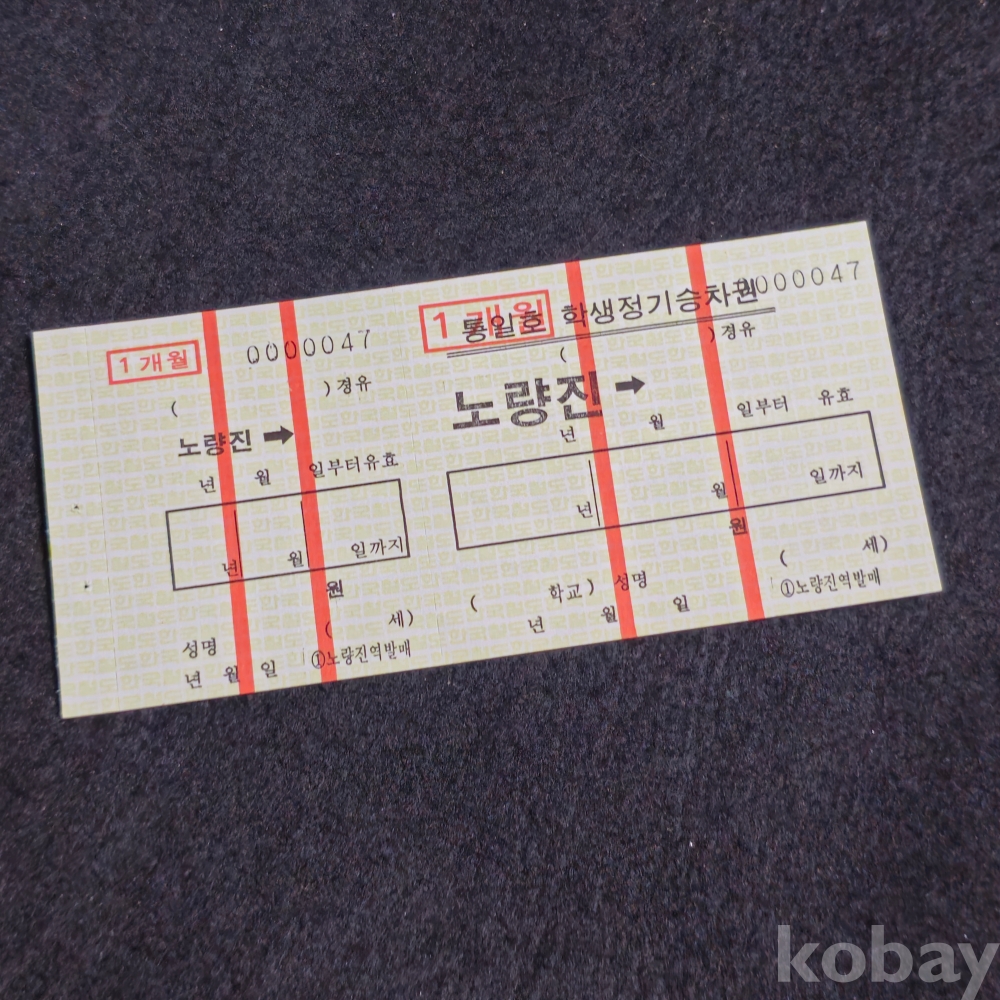 1개월 0000047
( )경유
노량진 ➡
년 월 일부터유효
년 월 일까지
원
( 세)
성명 ①노량진역발매
년 월 일
1개월 통일호 학생정기승차권 0000047
( )경유
노량진 ➡
년 월 일부터 유효
년 월 일까지
원
( 세)
( 학교) 성명 ①노량진역발매
년 월 일
kobay